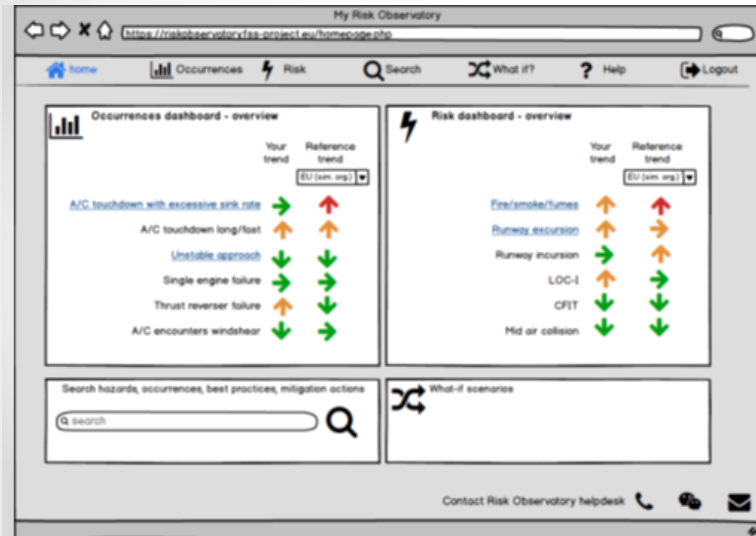 My Risk Observatory
https://riskobservatory.fss-project.eu/homepage.php
home Occurrences Risk Search What if? Help Logout
Occurrences dashboard - overview
Your trend
Reference trend
EU (sim. org.)
A/C touchdown with excessive sink rate
A/C touchdown long/fast
Unstable approach
Single engine failure
Thrust reverser failure
A/C encounters windshear
Risk dashboard - overview
Your trend
Reference trend
EU (sim. org.)
Fire/smoke/fumes
Runway excursion
Runway incursion
LOC-I
CFIT
Mid air collision
Search hazards, occurrences, best practices, mitigation actions
search
What-if scenarios
Contact Risk Observatory helpdesk